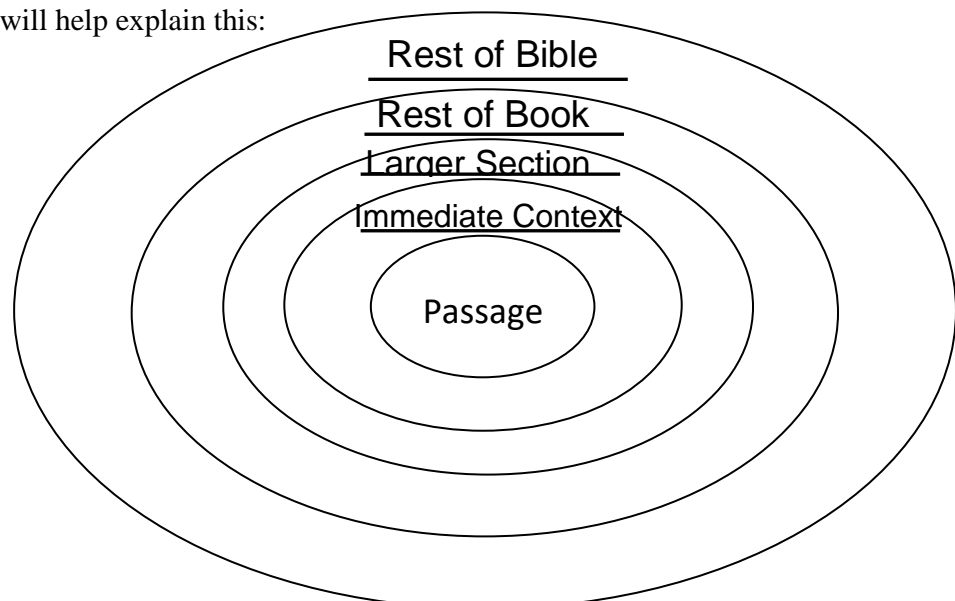 will help explain this:
Rest of Bible
Rest of Book
Larger Section
Immediate Context
Passage